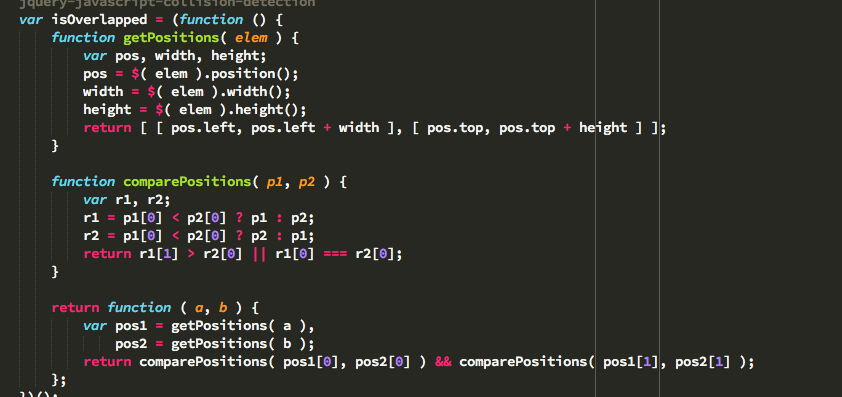 jquery-javascript-collision-detection
var isOverlapped = (function () {
    function getPositions( elem ) {
        var pos, width, height;
        pos = $( elem ).position();
        width = $( elem ).width();
        height = $( elem ).height();
        return [ [ pos.left, pos.left + width ], [ pos.top, pos.top + height ] ];
    }

    function comparePositions( p1, p2 ) {
        var r1, r2;
        r1 = p1[0] < p2[0] ? p1 : p2;
        r2 = p1[0] < p2[0] ? p2 : p1;
        return r1[1] > r2[0] || r1[0] === r2[0];
    }

    return function ( a, b ) {
        var pos1 = getPositions( a ),
            pos2 = getPositions( b );
        return comparePositions( pos1[0], pos2[0] ) && comparePositions( pos1[1], pos2[1] );
    };
})();